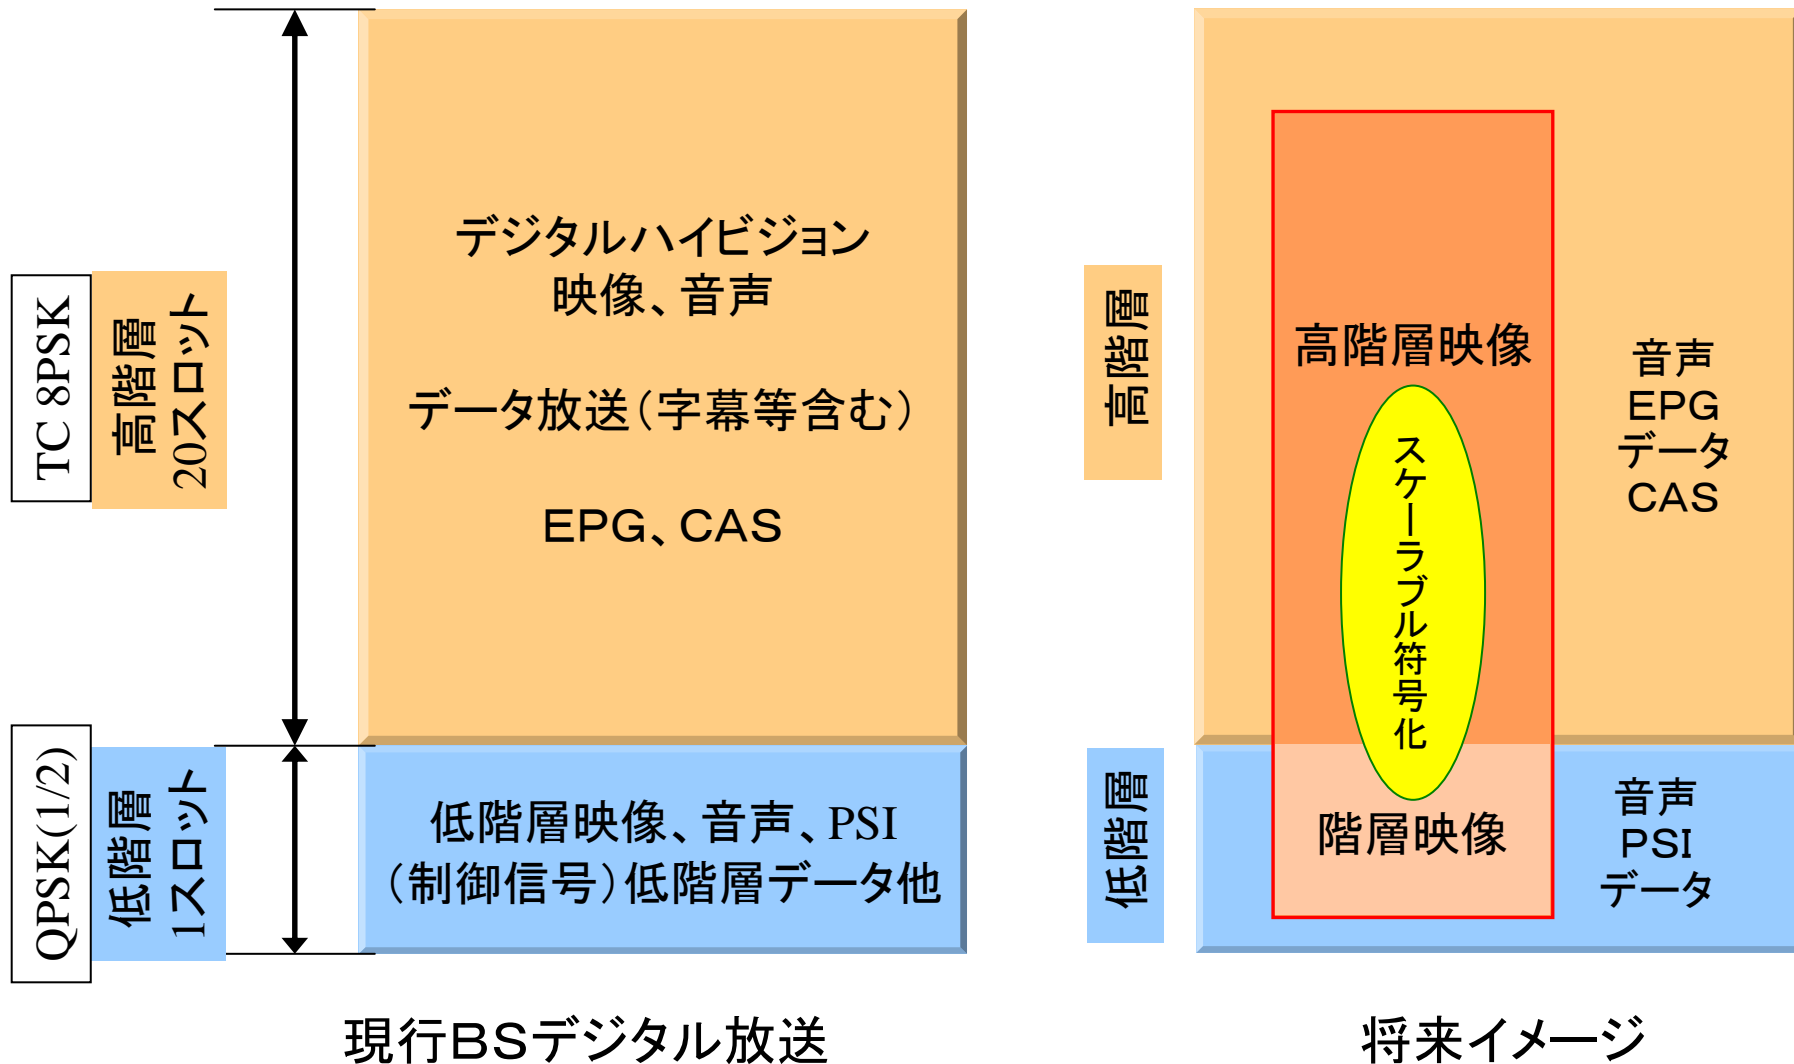 TC 8PSK
高階層
20スロット
デジタルハイビジョン
映像、音声
データ放送（字幕等含む）
EPG、CAS
QPSK(1/2)
低階層
1スロット
低階層映像、音声、PSI
（制御信号）低階層データ他
現行BSデジタル放送
高階層
高階層映像
スケーラブル符号化
音声
EPG
データ
CAS
低階層
階層映像
音声
PSI
データ
将来イメージ